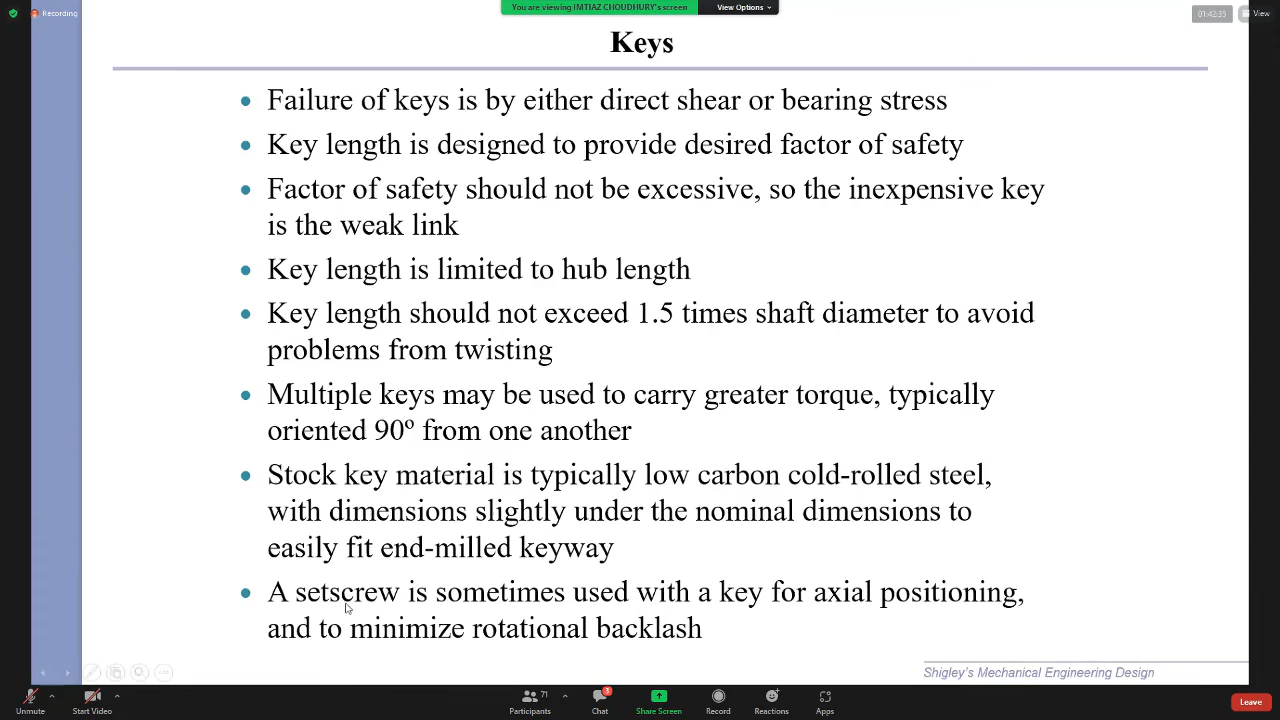 You are viewing IMTIAZ CHOUDHURY's screen
View Options
Recording
01:42:35
View
Keys
Failure of keys is by either direct shear or bearing stress
Key length is designed to provide desired factor of safety
Factor of safety should not be excessive, so the inexpensive key
is the weak link
Key length is limited to hub length
Key length should not exceed 1.5 times shaft diameter to avoid
problems from twisting
Multiple keys may be used to carry greater torque, typically
oriented 90º from one another
Stock key material is typically low carbon cold-rolled steel,
with dimensions slightly under the nominal dimensions to
easily fit end-milled keyway
A setscrew is sometimes used with a key for axial positioning,
and to minimize rotational backlash
Shigley's Mechanical Engineering Design
Unmute
Start Video
Participants
71
Chat
3
Share Screen
Record
Reactions
Apps
Leave